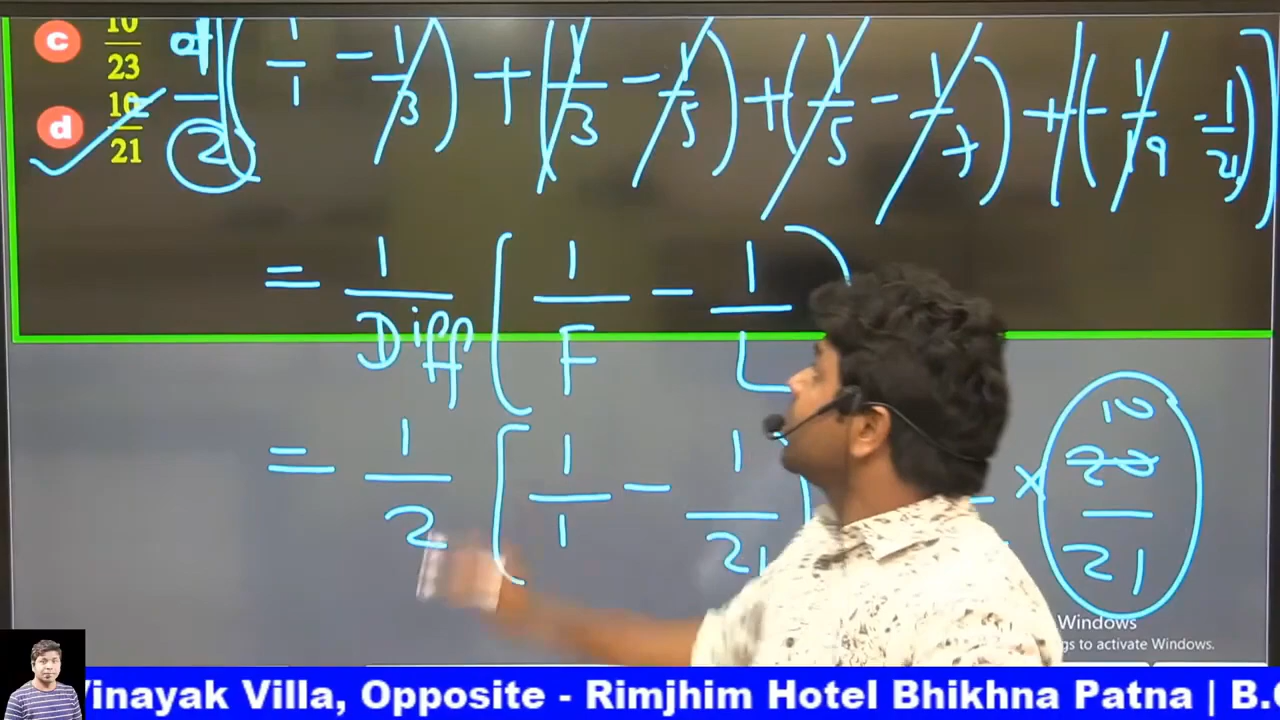 c 10/23
d 10/21
1/2 [ (1/1 − 1/3) + (1/3 − 1/5) + (1/5 − 1/7) + (− 1/19 − 1/21) ]
= 1/Diff [ 1/F − 1/L )
= 1/2 [ 1/1 − 1/21
× 10 20/21
Windows
gs to activate Windows.
Vinayak Villa, Opposite - Rimjhim Hotel Bhikhna Patna | B.